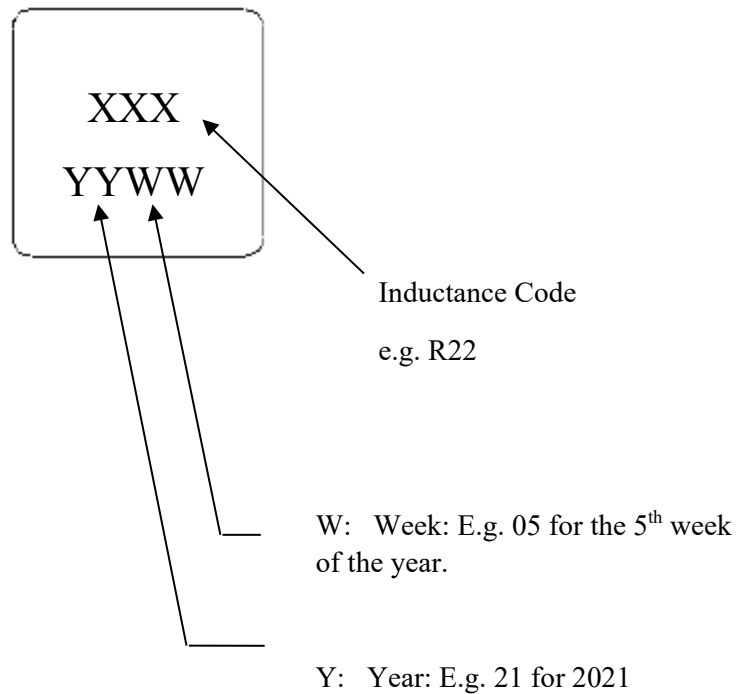 XXX
YYWW
Inductance Code
e.g. R22
W: Week: E.g. 05 for the 5th week
of the year.
Y: Year: E.g. 21 for 2021